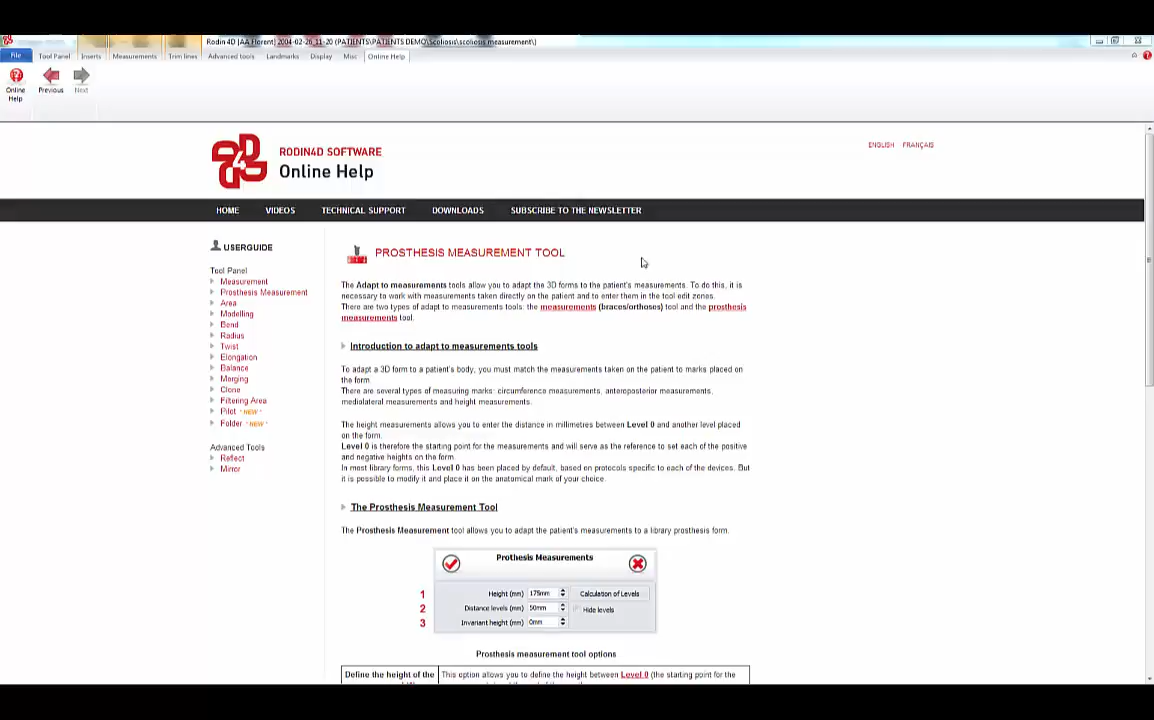 Rodin 4D [AA Florent] 2004-02-26_11-20 (PATIENTS\PATIENTS DEMO\scoliosis\scoliosis measurement\)
File Tool Panel Inserts Measurements Trim lines Advanced tools Landmarks Display Misc Online Help
Online Help Previous Next
RODIN4D SOFTWARE
Online Help
ENGLISH FRANÇAIS
HOME VIDEOS TECHNICAL SUPPORT DOWNLOADS SUBSCRIBE TO THE NEWSLETTER
USERGUIDE
Tool Panel
Measurement
Prosthesis Measurement
Area
Modelling
Bend
Radius
Twist
Elongation
Balance
Merging
Clone
Filtering Area
Pilot - NEW -
Folder - NEW -
Advanced Tools
Reflect
Mirror
PROSTHESIS MEASUREMENT TOOL
The Adapt to measurements tools allow you to adapt the 3D forms to the patient's measurements. To do this, it is
necessary to work with measurements taken directly on the patient and to enter them in the tool edit zones.
There are two types of adapt to measurements tools: the measurements (braces/orthoses) tool and the prosthesis
measurements tool.
Introduction to adapt to measurements tools
To adapt a 3D form to a patient's body, you must match the measurements taken on the patient to marks placed on
the form.
There are several types of measuring marks: circumference measurements, anteroposterior measurements,
mediolateral measurements and height measurements.
The height measurements allows you to enter the distance in millimetres between Level 0 and another level placed
on the form.
Level 0 is therefore the starting point for the measurements and will serve as the reference to set each of the positive
and negative heights on the form.
In most library forms, this Level 0 has been placed by default, based on protocols specific to each of the devices. But
it is possible to modify it and place it on the anatomical mark of your choice.
The Prosthesis Measurement Tool
The Prosthesis Measurement tool allows you to adapt the patient's measurements to a library prosthesis form.
Prothesis Measurements
1 Height (mm) 175mm Calculation of Levels
2 Distance levels (mm) 50mm Hide levels
3 Invariant height (mm) 0mm
Prosthesis measurement tool options
Define the height of the This option allows you to define the height between Level 0 (the starting point for the